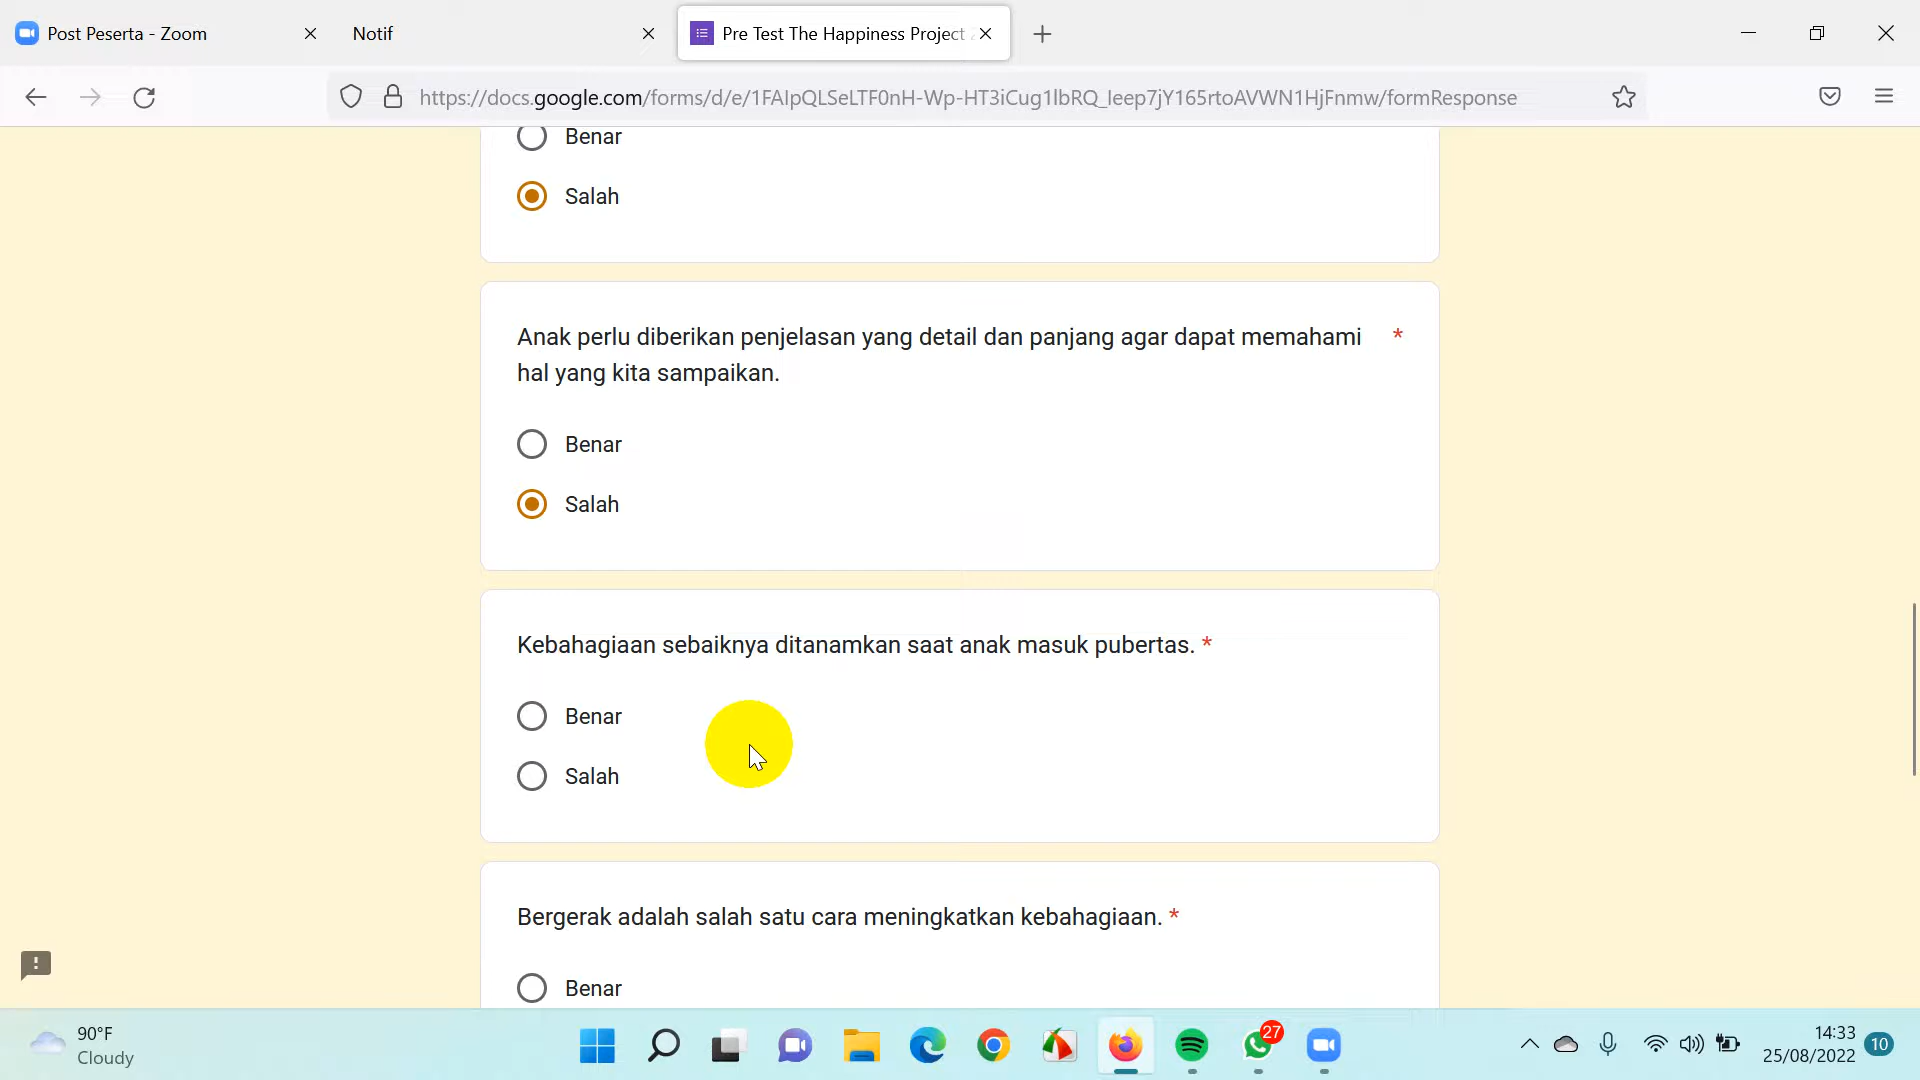 Post Peserta - Zoom
Notif
Pre Test The Happiness Project
https://docs.google.com/forms/d/e/1FAIpQLSeLTF0nH-Wp-HT3iCug1lbRQ_Ieep7jY165rtoAVWN1HjFnmw/formResponse
Benar
Salah
Anak perlu diberikan penjelasan yang detail dan panjang agar dapat memahami *
hal yang kita sampaikan.
Benar
Salah
Kebahagiaan sebaiknya ditanamkan saat anak masuk pubertas. *
Benar
Salah
Bergerak adalah salah satu cara meningkatkan kebahagiaan. *
Benar
90°F
Cloudy
27
14:33
25/08/2022
10